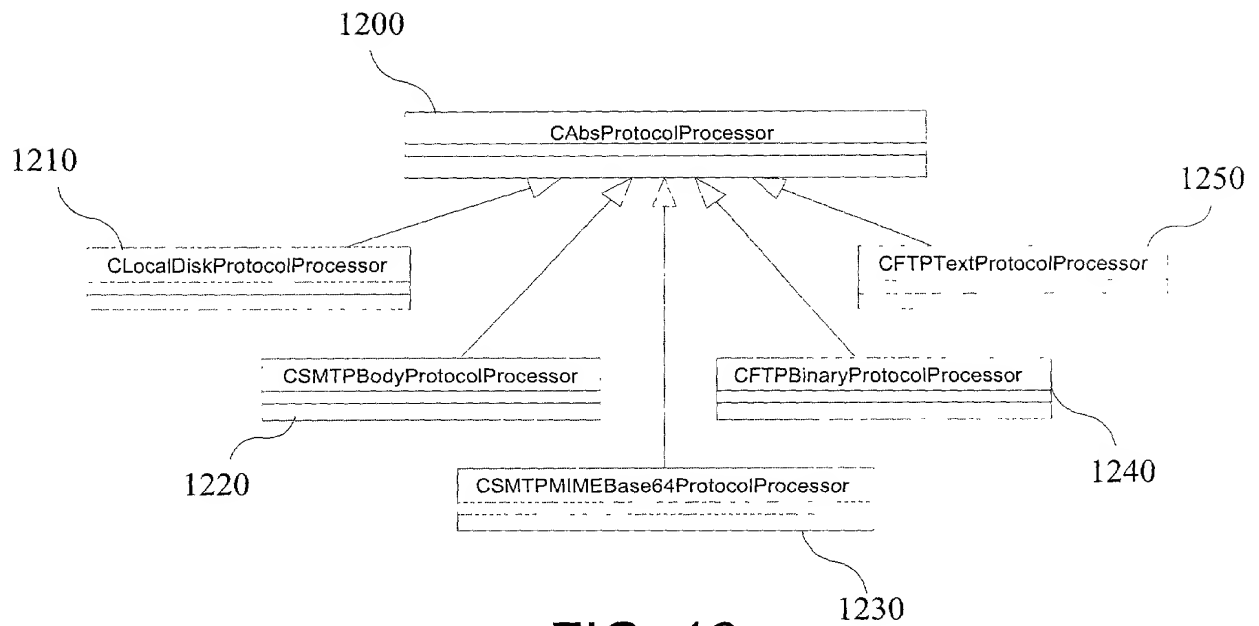 1200
CAbsProtocolProcessor
1210
1250
CLocalDiskProtocolProcessor
CFTPTextProtocolProcessor
CSMTPBodyProtocolProcessor
CFTPBinaryProtocolProcessor
1220
1240
CSMTPMIMEBase64ProtocolProcessor
1230